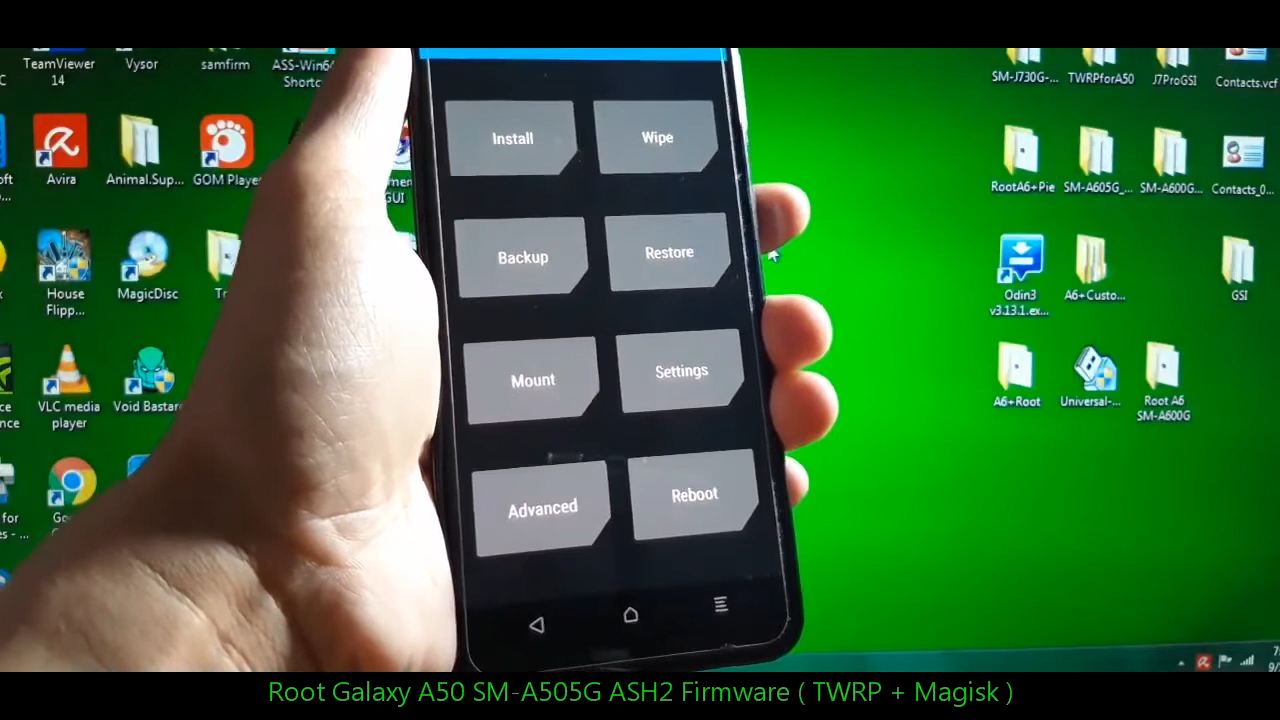 TeamViewer
14
Vysor
samfirm
ASS-Win64
Shortc
SM-J730G-...
TWRPforA50
J7ProGSI
Contacts.vcf
Install
Wipe
Avira
Animal.Sup...
GOM Player
GUI
RootA6+Pie
SM-A605G_...
SM-A600G...
Contacts_0...
Backup
Restore
House
Flipp...
MagicDisc
Odin3
v3.13.1.ex...
A6+Custo...
GSI
Mount
Settings
VLC media
player
Void Bastar
A6+Root
Universal-...
Root A6
SM-A600G
Advanced
Reboot
Root Galaxy A50 SM-A505G ASH2 Firmware ( TWRP + Magisk )